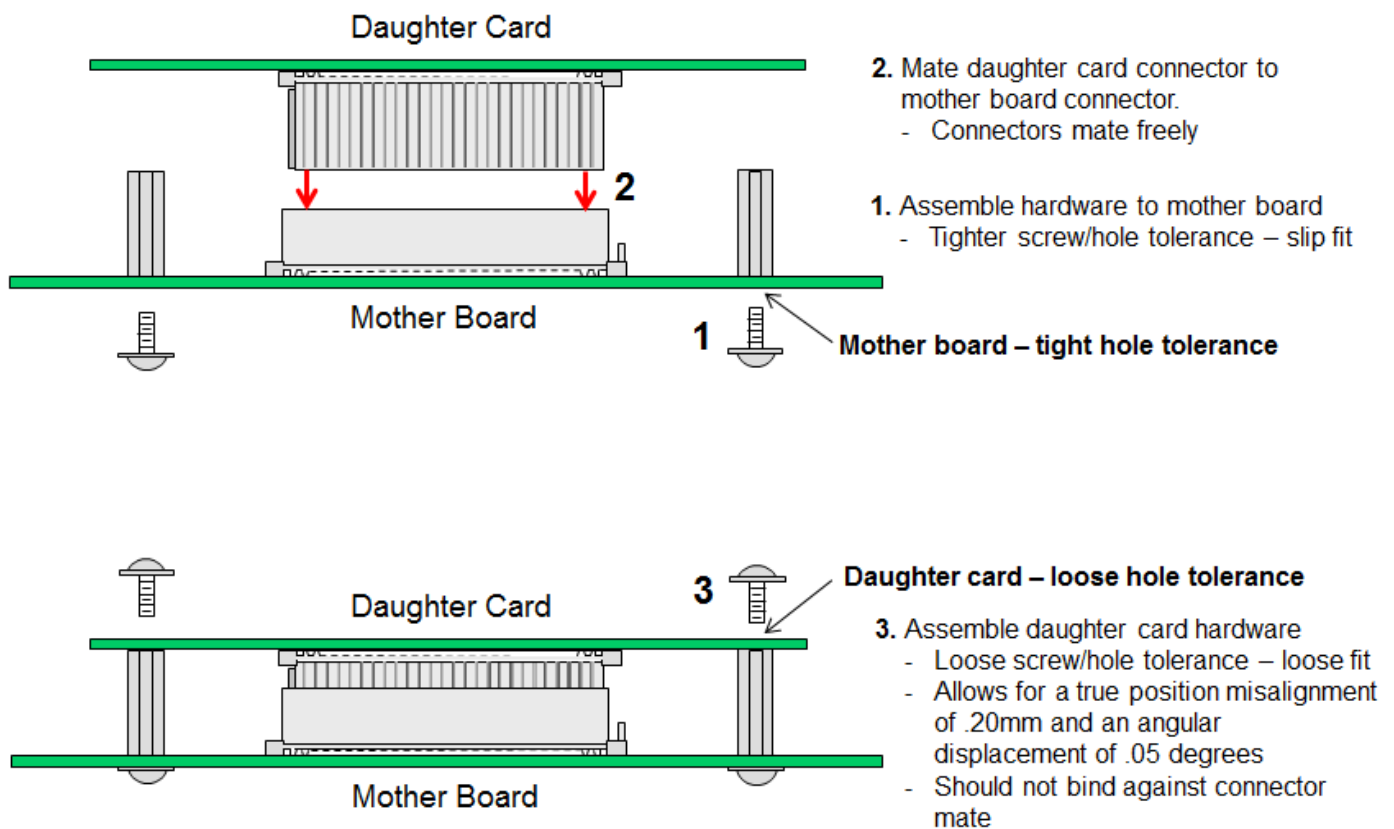 Daughter Card
2. Mate daughter card connector to
mother board connector.
- Connectors mate freely
2
1. Assemble hardware to mother board
- Tighter screw/hole tolerance – slip fit
Mother Board
1
Mother board – tight hole tolerance
3
Daughter card – loose hole tolerance
Daughter Card
3. Assemble daughter card hardware
- Loose screw/hole tolerance – loose fit
- Allows for a true position misalignment
of .20mm and an angular
displacement of .05 degrees
- Should not bind against connector
mate
Mother Board